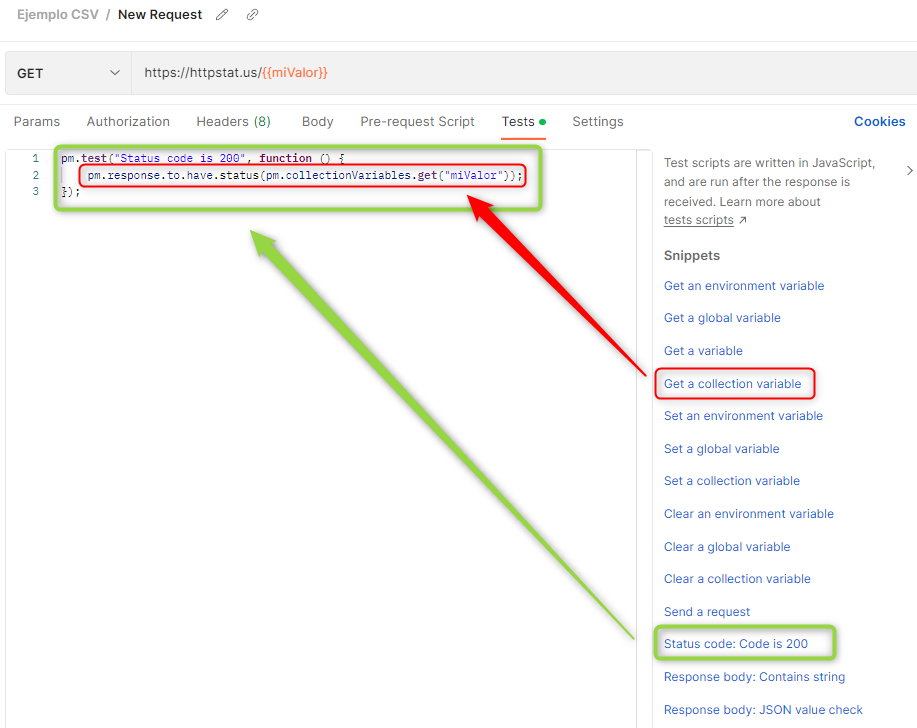 Ejemplo CSV / New Request
GET https://httpstat.us/{{miValor}}
Params Authorization Headers (8) Body Pre-request Script Tests Settings Cookies
1 pm.test("Status code is 200", function () {
2 pm.response.to.have.status(pm.collectionVariables.get("miValor"));
3 });
Test scripts are written in JavaScript,
and are run after the response is
received. Learn more about
tests scripts ↗
Snippets
Get an environment variable
Get a global variable
Get a variable
Get a collection variable
Set an environment variable
Set a global variable
Set a collection variable
Clear an environment variable
Clear a global variable
Clear a collection variable
Send a request
Status code: Code is 200
Response body: Contains string
Response body: JSON value check